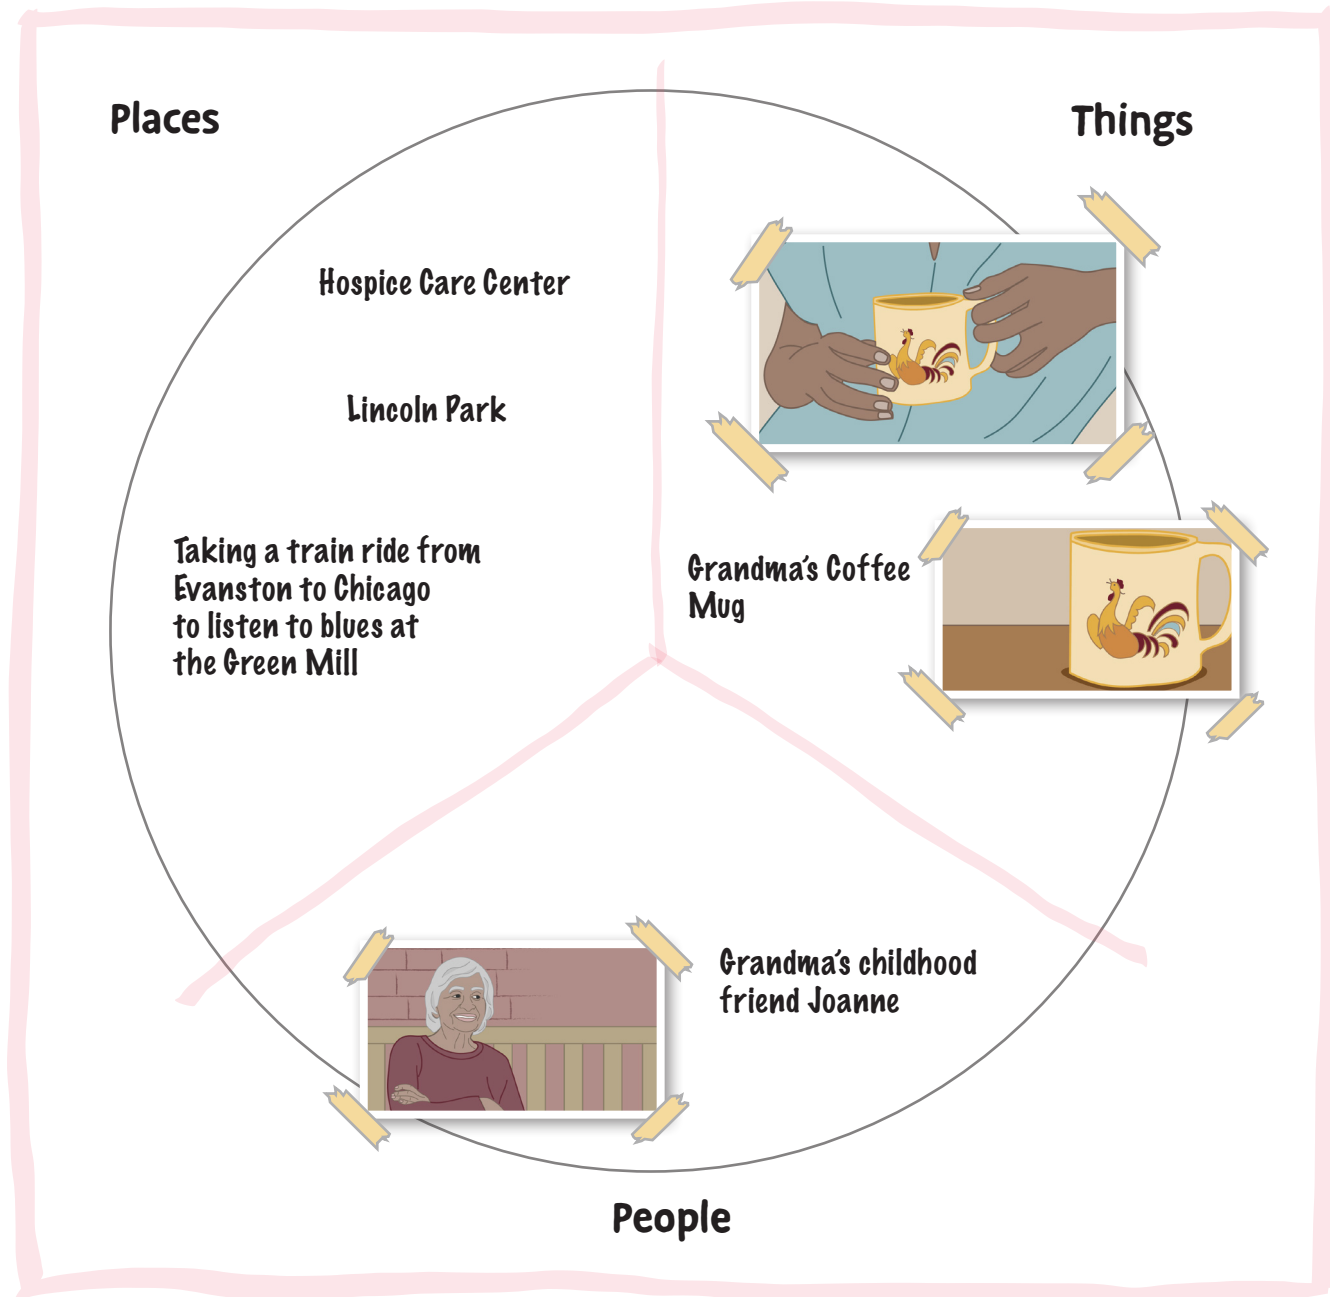 Places
Things
Hospice Care Center
Lincoln Park
Taking a train ride from
Evanston to Chicago
to listen to blues at
the Green Mill
Grandma's Coffee
Mug
Grandma's childhood
friend Joanne
People